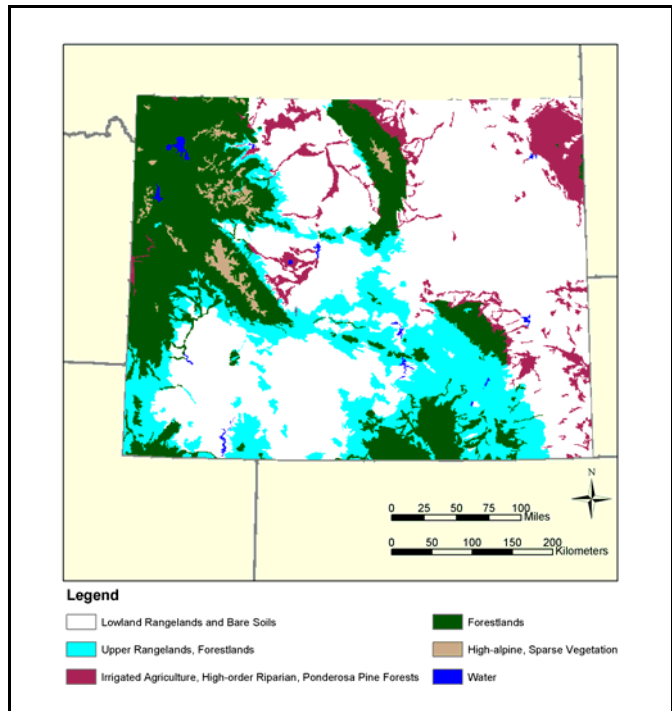 N
0 25 50 75 100
Miles
0 50 100 150 200
Kilometers
Legend
Lowland Rangelands and Bare Soils
Forestlands
Upper Rangelands, Forestlands
High-alpine, Sparse Vegetation
Irrigated Agriculture, High-order Riparian, Ponderosa Pine Forests
Water